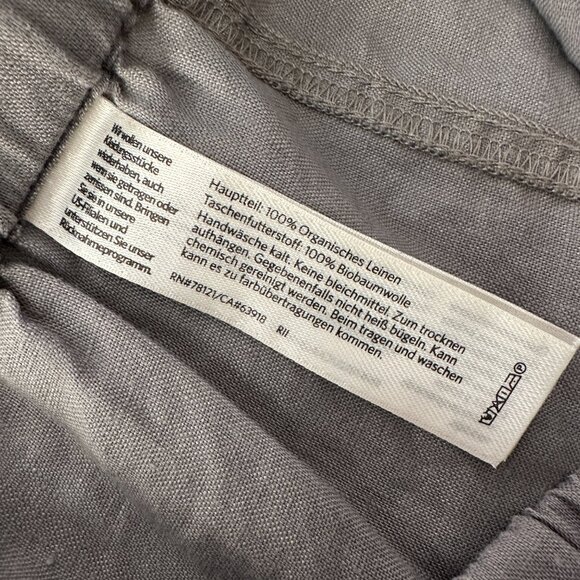 Wir wollen unsere
Kleidungsstücke
wiederhaben, auch
wenn sie getragen oder
zerrissen sind. Bringen
Sie sie in unsere
US-Filialen und
unterstützen Sie unser
Rücknahmeprogramm.
Hauptteil: 100% Organisches Leinen
Taschenfutterstoff: 100% Biobaumwolle
Handwäsche kalt. Keine bleichmittel. Zum trocknen
aufhängen. Gegebenenfalls nicht heiß bügeln. Kann
chemisch gereinigt werden. Beim tragen und waschen
kann es zu farbübertragungen kommen.
RN#78121/CA#63918 RII